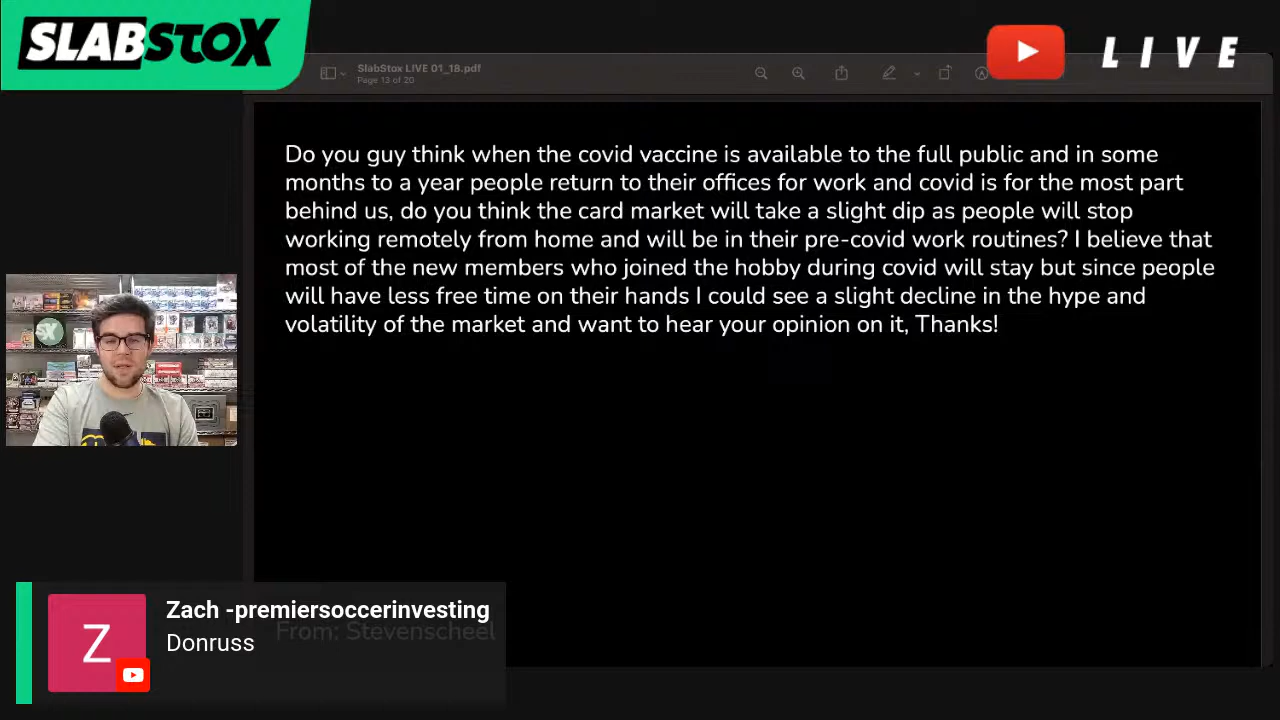 SLABSTOX
LIVE
SlabStox LIVE 01_18.pdf
Page 13 of 20
Do you guy think when the covid vaccine is available to the full public and in some
months to a year people return to their offices for work and covid is for the most part
behind us, do you think the card market will take a slight dip as people will stop
working remotely from home and will be in their pre-covid work routines? I believe that
most of the new members who joined the hobby during covid will stay but since people
will have less free time on their hands I could see a slight decline in the hype and
volatility of the market and want to hear your opinion on it, Thanks!
Z
Zach -premiersoccerinvesting
From: Stevenscheel
Donruss